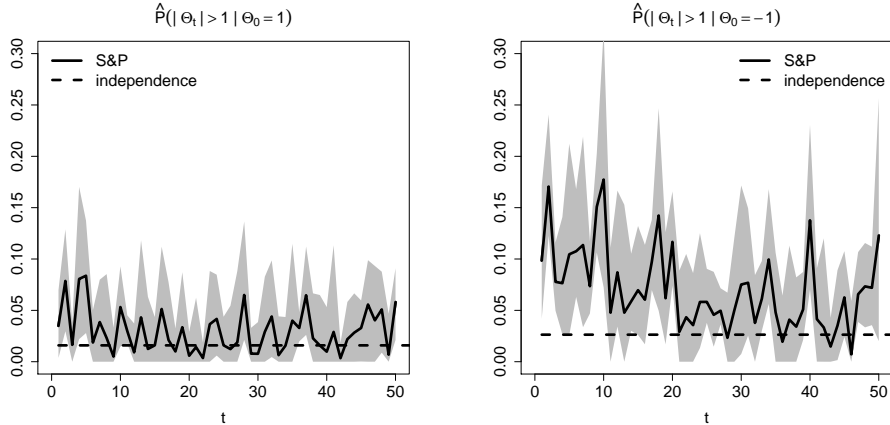 P̂(| Θt | > 1 | Θ0 = 1)
S&P
independence
0.30
0.25
0.20
0.15
0.10
0.05
0.00
0 10 20 30 40 50
t
P̂(| Θt | > 1 | Θ0 = −1)
S&P
independence
0.30
0.25
0.20
0.15
0.10
0.05
0.00
0 10 20 30 40 50
t